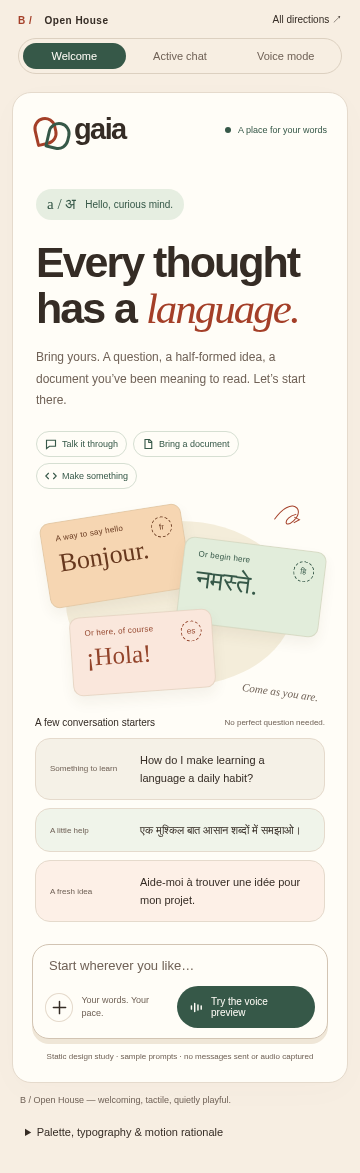 B / Open House
All directions ↗
Welcome
Active chat
Voice mode
gaia
A place for your words
a / अ Hello, curious mind.
Every thought
has a language.
Bring yours. A question, a half-formed idea, a
document you’ve been meaning to read. Let’s start
there.
Talk it through
Bring a document
Make something
A way to say hello
fr
Bonjour.
Or begin here
हि
नमस्ते.
Or here, of course
es
¡Hola!
Come as you are.
A few conversation starters
No perfect question needed.
Something to learn
How do I make learning a
language a daily habit?
A little help
एक मुश्किल बात आसान शब्दों में समझाओ।
A fresh idea
Aide-moi à trouver une idée pour
mon projet.
Start wherever you like…
Your words. Your
pace.
Try the voice
preview
Static design study · sample prompts · no messages sent or audio captured
B / Open House — welcoming, tactile, quietly playful.
Palette, typography & motion rationale